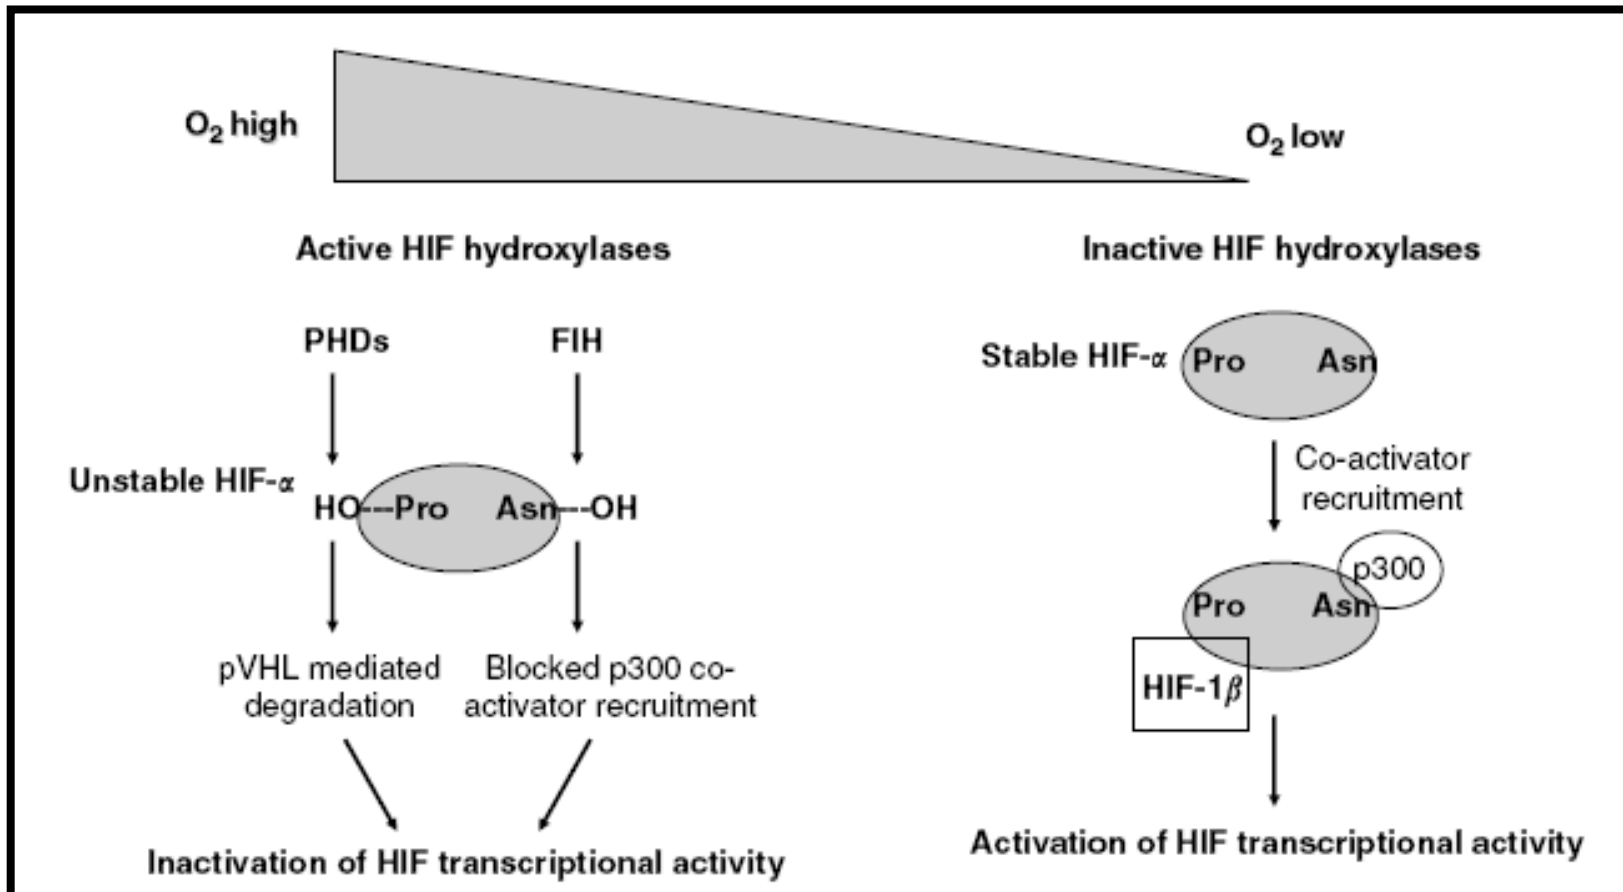 O₂ high
O₂ low
Active HIF hydroxylases
Inactive HIF hydroxylases
PHDs
FIH
Unstable HIF-α
HO---Pro
Asn---OH
pVHL mediated
degradation
Blocked p300 co-
activator recruitment
Inactivation of HIF transcriptional activity
Stable HIF-α
Pro
Asn
Co-activator
recruitment
p300
Pro
Asn
HIF-1β
Activation of HIF transcriptional activity